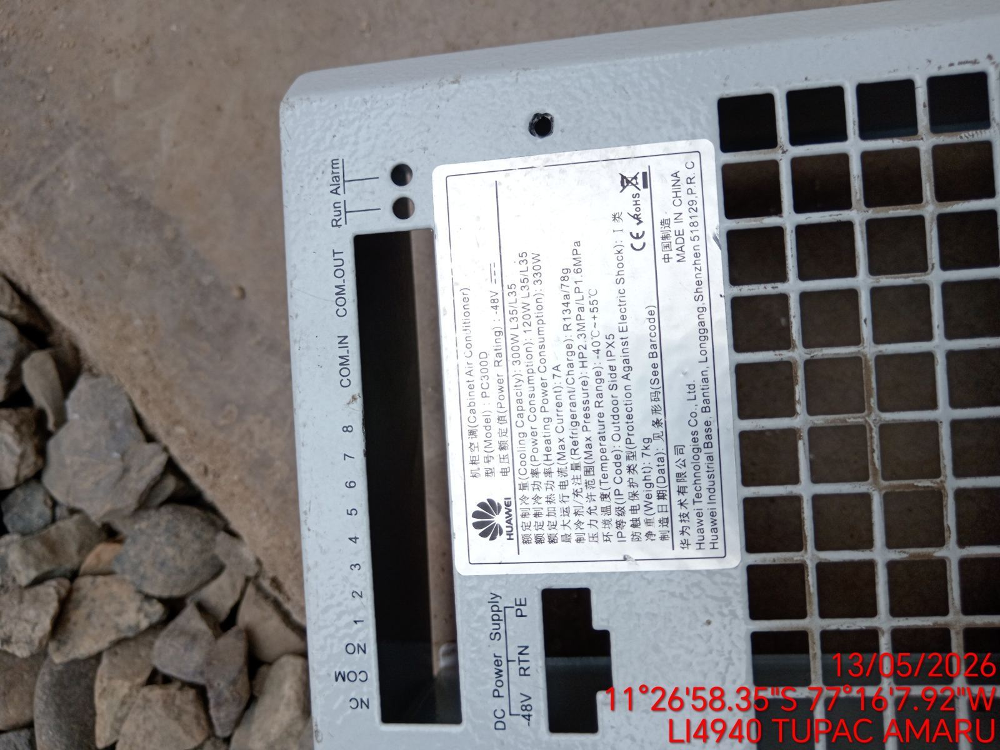 Run Alarm
COM_IN COM_OUT
NC COM NO 1 2 3 4 5 6 7 8
HUAWEI
机柜空调(Cabinet Air Conditioner)
型号(Model): PC300D
电压额定值(Power Rating): -48V
额定制冷量(Cooling Capacity): 300W L35/L35
额定制冷功率(Power Consumption): 120W L35/L35
额定加热功率(Heating Power Consumption): 330W
最大运行电流(Max Current): 7A
制冷剂/充注量(Refrigerant/Charge): R134a/78g
压力允许范围(Max Pressure): HP2.3MPa/LP1.6MPa
环境温度(Temperature Range): -40℃~+55℃
IP等级(IP Code): Outdoor Side IPX5
防触电保护类型(Protection Against Electric Shock): I 类
净重(Weight): 7kg
制造日期(Data): 见条形码(See Barcode)
CE RoHS
华为技术有限公司 中国制造
Huawei Technologies Co., Ltd. MADE IN CHINA
Huawei Industrial Base, Bantian, Longgang,Shenzhen 518129,P.R.C
DC Power Supply
-48V RTN PE
13/05/2026
11°26'58.35"S 77°16'7.92"W
LI4940 TUPAC AMARU